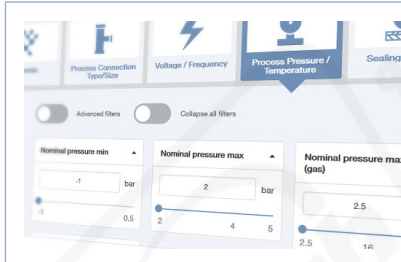 Process Connection
Type/Size
Voltage / Frequency
Process Pressure /
Temperature
Sealing
Advanced filters
Collapse all filters
Nominal pressure min
-1
bar
-1
0.5
Nominal pressure max
2
bar
2
4
5
Nominal pressure max
(gas)
2.5
2.5
16